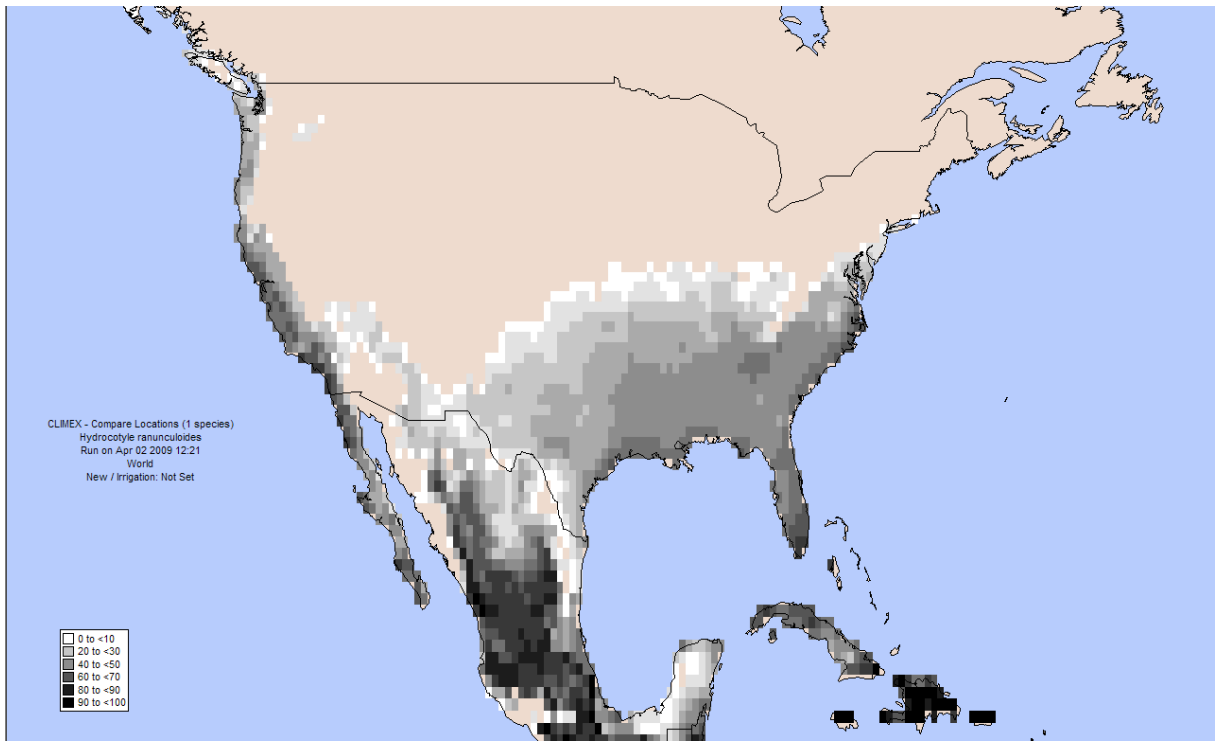 CLIMEX - Compare Locations (1 species)
Hydrocotyle ranunculoides
Run on Apr 02 2009 12:21
World
New / Irrigation: Not Set
0 to <10
20 to <30
40 to <50
60 to <70
80 to <90
90 to <100